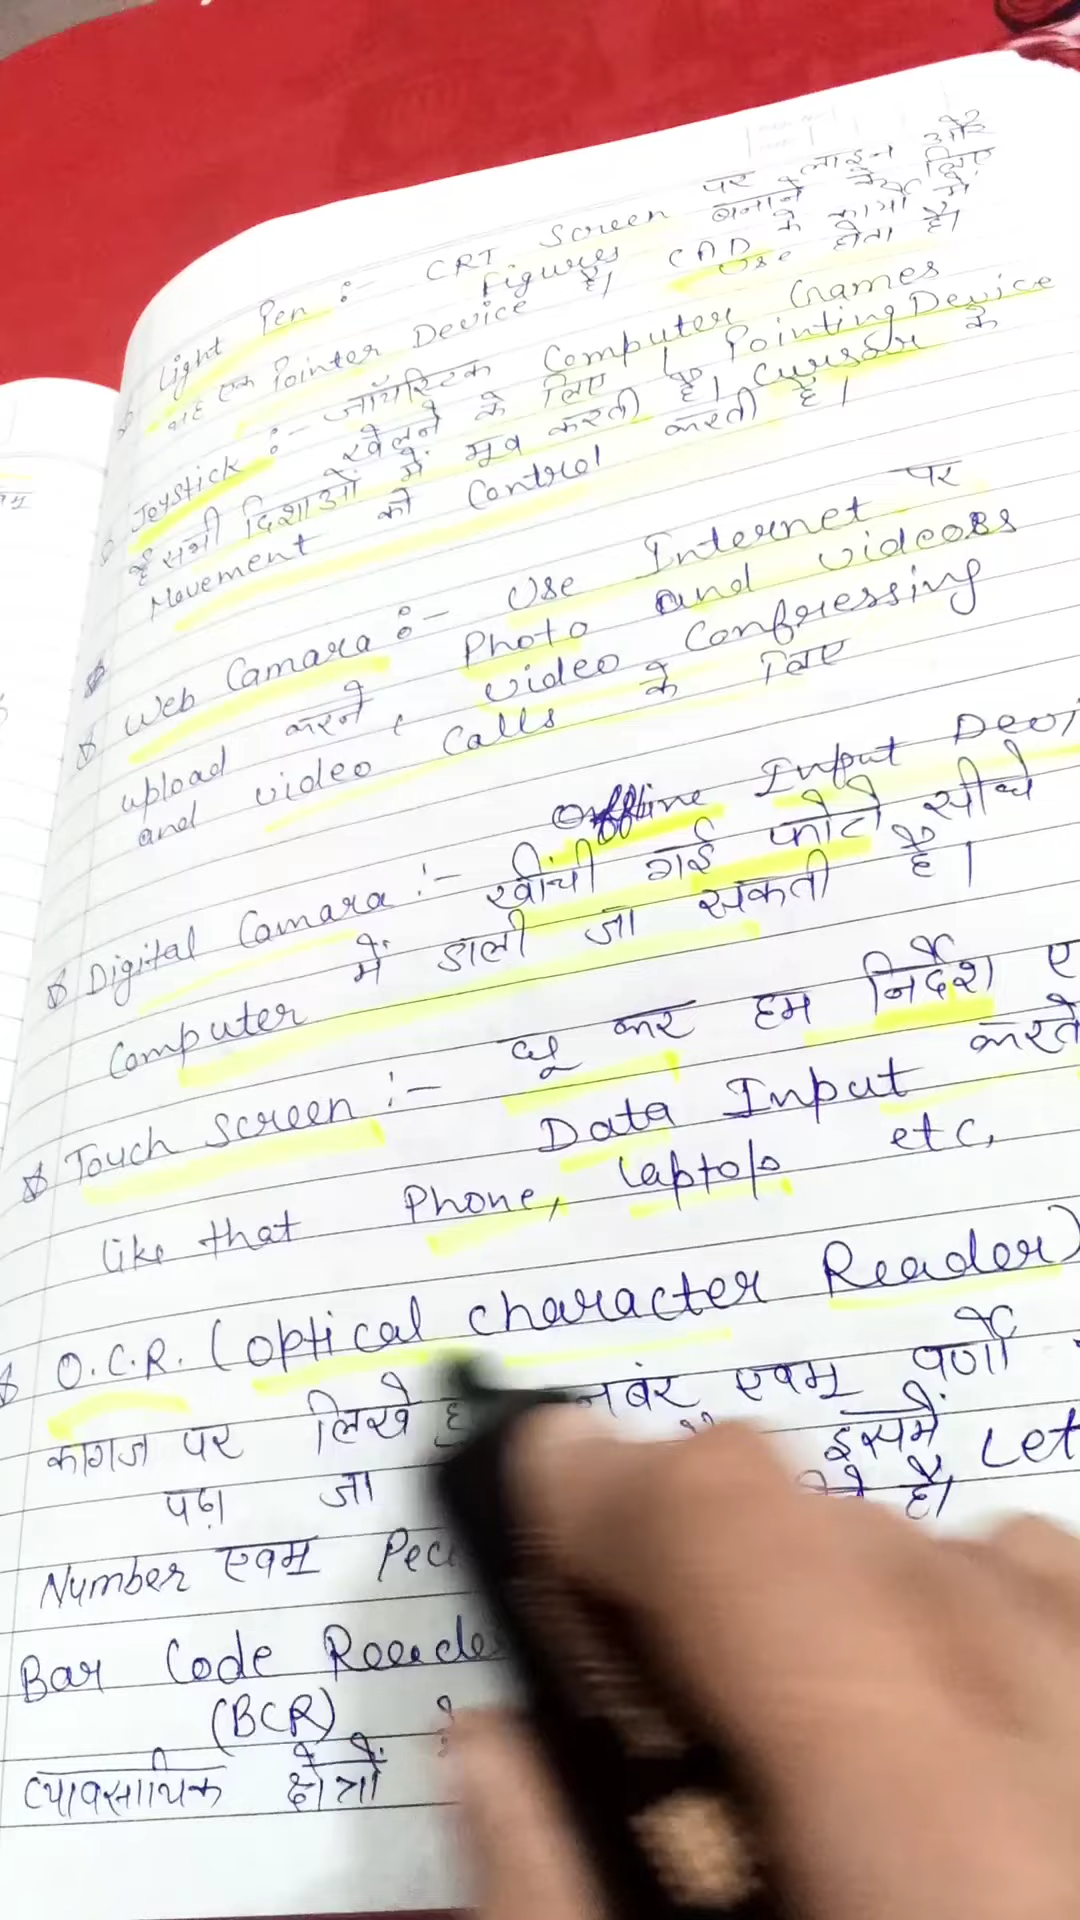 Light Pen :- CRT Screen पर लाइन और
Figures बनाने के लिए
यह एक Pointer Device है। CAD के कार्यो में
Use होता है।
Joystick :- जॉयस्टिक Computer Games
खेलने के लिए Pointing Device
है सभी दिशाओं में मूव करती है। Cursor के
Movement को Control करती है।
Web Camara :- Use Internet पर
upload करने, Photo and videos
and video calls के लिए
video
Digital Camara :- Offline Input Devi
खींची गई फोटो सीधे
Computer में डाली जा सकती है।
Touch Screen :- छू कर हम निर्देश ए
Data Input करते
like that Phone, Laptop etc,
O.C.R. (Optical character Reader)
कागज पर लिखे नबंर एवम् वर्णो
पढ़ा जा इसमें Let
है।
Number एवम्
Bar Code Reade
(BCR)
व्यावसायिक क्षेत्रों